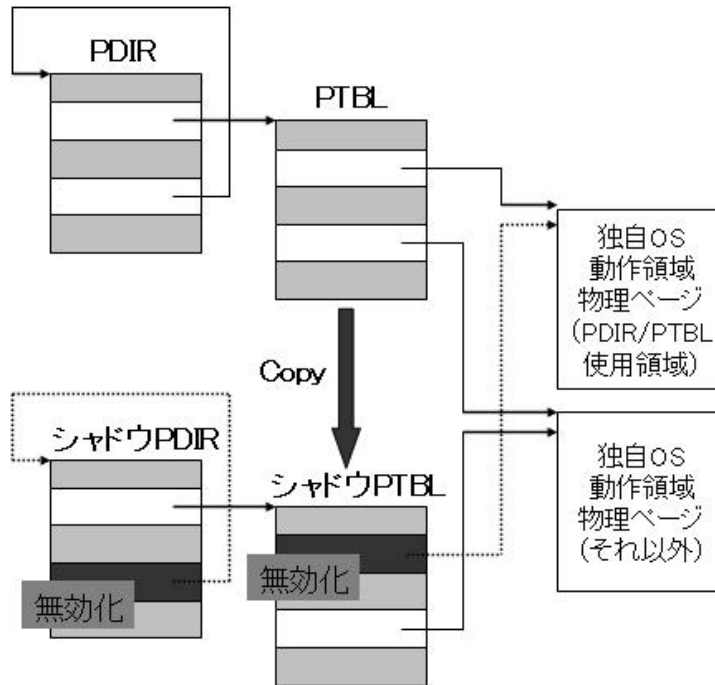 PDIR
PTBL
独自OS
動作領域
物理ページ
(PDIR/PTBL
使用領域)
Copy
シャドウPDIR
シャドウPTBL
独自OS
動作領域
物理ページ
(それ以外)
無効化
無効化